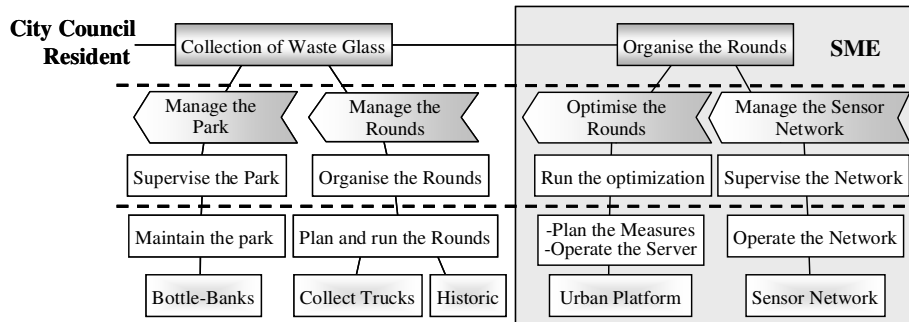 City Council
Resident
Collection of Waste Glass
Organise the Rounds
SME
Manage the
Park
Manage the
Rounds
Optimise the
Rounds
Manage the Sensor
Network
Supervise the Park
Organise the Rounds
Run the optimization
Supervise the Network
Maintain the park
Plan and run the Rounds
-Plan the Measures
-Operate the Server
Operate the Network
Bottle-Banks
Collect Trucks
Historic
Urban Platform
Sensor Network